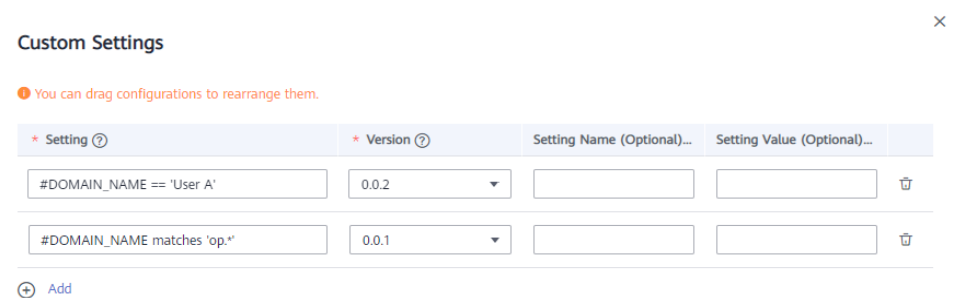 Custom Settings
You can drag configurations to rearrange them.
* Setting ? * Version ? Setting Name (Optional)... Setting Value (Optional)...
#DOMAIN_NAME == 'User A' 0.0.2
#DOMAIN_NAME matches 'op.*' 0.0.1
Add